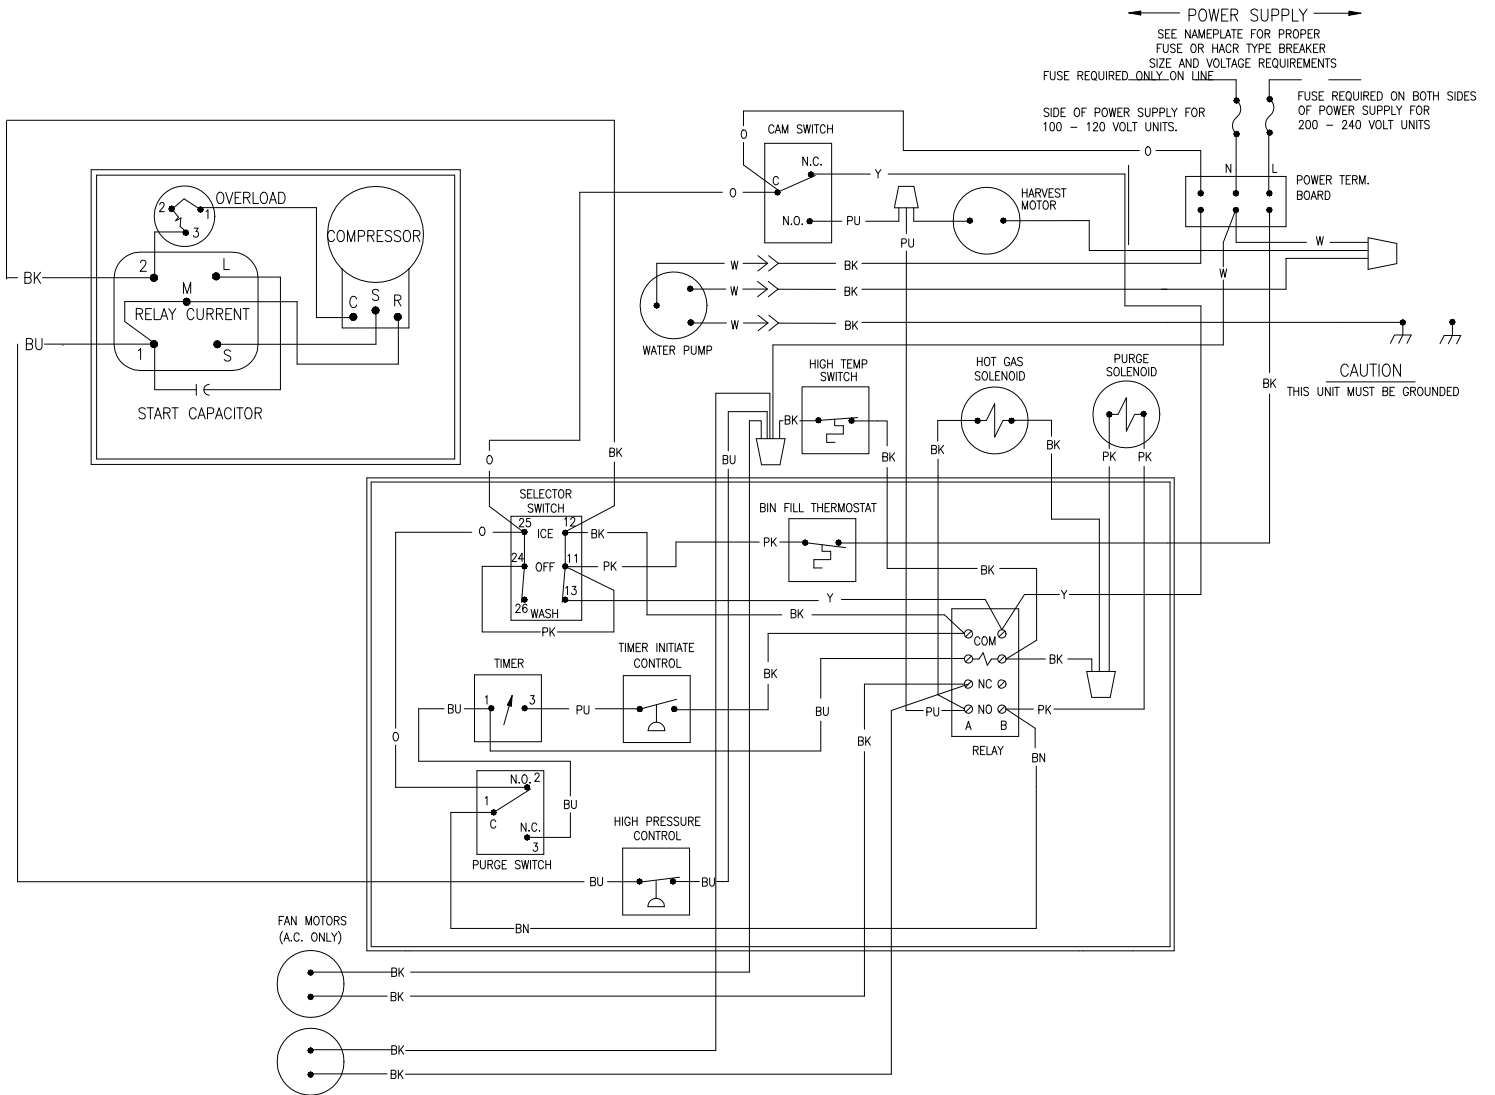 POWER SUPPLY
SEE NAMEPLATE FOR PROPER
FUSE OR HACR TYPE BREAKER
SIZE AND VOLTAGE REQUIREMENTS
FUSE REQUIRED ONLY ON LINE
SIDE OF POWER SUPPLY FOR
100 - 120 VOLT UNITS.
FUSE REQUIRED ON BOTH SIDES
OF POWER SUPPLY FOR
200 - 240 VOLT UNITS
N
L
POWER TERM.
BOARD
O
CAM SWITCH
O
N.C.
C
O
Y
N.O.
PU
PU
HARVEST
MOTOR
W
W
OVERLOAD
2
1
3
COMPRESSOR
2
L
M
RELAY CURRENT
C
S
R
1
S
START CAPACITOR
BK
BU
W
BK
W
BK
W
BK
WATER PUMP
CAUTION
THIS UNIT MUST BE GROUNDED
BK
HIGH TEMP
SWITCH
HOT GAS
SOLENOID
PURGE
SOLENOID
BK
BK
BK
BK
PK
PK
BU
O
BK
SELECTOR
SWITCH
25
12
ICE
BK
O
24
11
OFF
PK
13
26
WASH
PK
BIN FILL THERMOSTAT
PK
BK
Y
Y
BK
COM
BK
NC
NO
PU
PK
A
B
RELAY
BN
TIMER
1
3
BU
PU
TIMER INITIATE
CONTROL
BK
BU
BK
O
N.O.
2
1
C
N.C.
3
BU
PURGE SWITCH
HIGH PRESSURE
CONTROL
BU
BU
BN
FAN MOTORS
(A.C. ONLY)
BK
BK
BK
BK